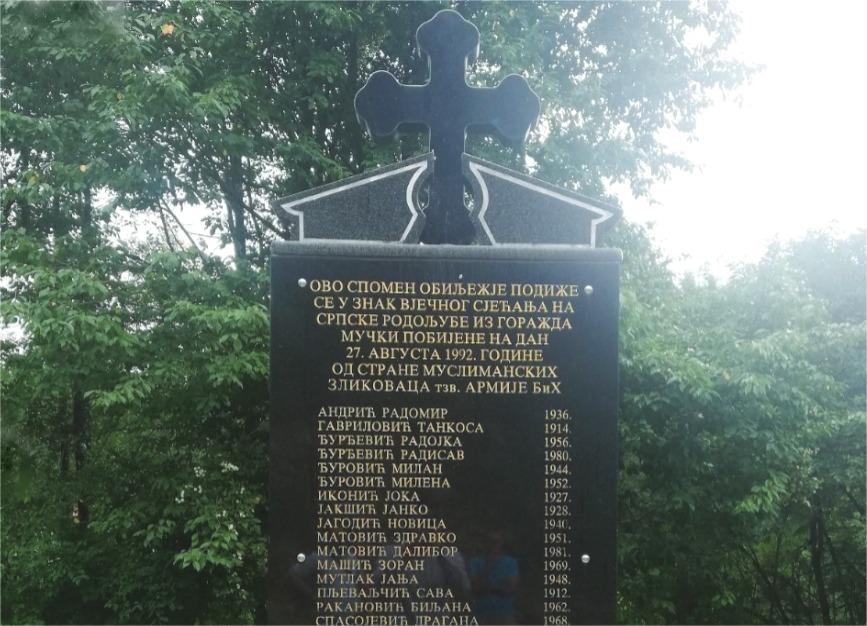 ОВО СПОМЕН ОБИЉЕЖЈЕ ПОДИЖЕ
СЕ У ЗНАК ВЈЕЧНОГ СЈЕЋАЊА НА
СРПСКЕ РОДОЉУБЕ ИЗ ГОРАЖДА
МУЧКИ ПОБИЈЕНЕ НА ДАН
27. АВГУСТА 1992. ГОДИНЕ
ОД СТРАНЕ МУСЛИМАНСКИХ
ЗЛИКОВАЦА тзв. АРМИЈЕ БиХ
АНДРИЋ РАДОМИР 1936.
ГАВРИЛОВИЋ ТАНКОСА 1914.
ЂУРЂЕВИЋ РАДОЈКА 1956.
ЂУРЂЕВИЋ РАДИСАВ 1980.
ЂУРОВИЋ МИЛАН 1944.
ЂУРОВИЋ МИЛЕНА 1952.
ИКОНИЋ ЈОКА 1927.
ЈАКШИЋ ЈАНКО 1928.
ЈАГОДИЋ НОВИЦА 1940.
МАТОВИЋ ЗДРАВКО 1951.
МАТОВИЋ ДАЛИБОР 1981.
МАШИЋ ЗОРАН 1969.
МУТЛАК ЈАЊА 1948.
ПЉЕВАЉЧИЋ САВА 1912.
РАКАНОВИЋ БИЉАНА 1962.
СПАСОЈЕВИЋ ДРАГАНА 1968.